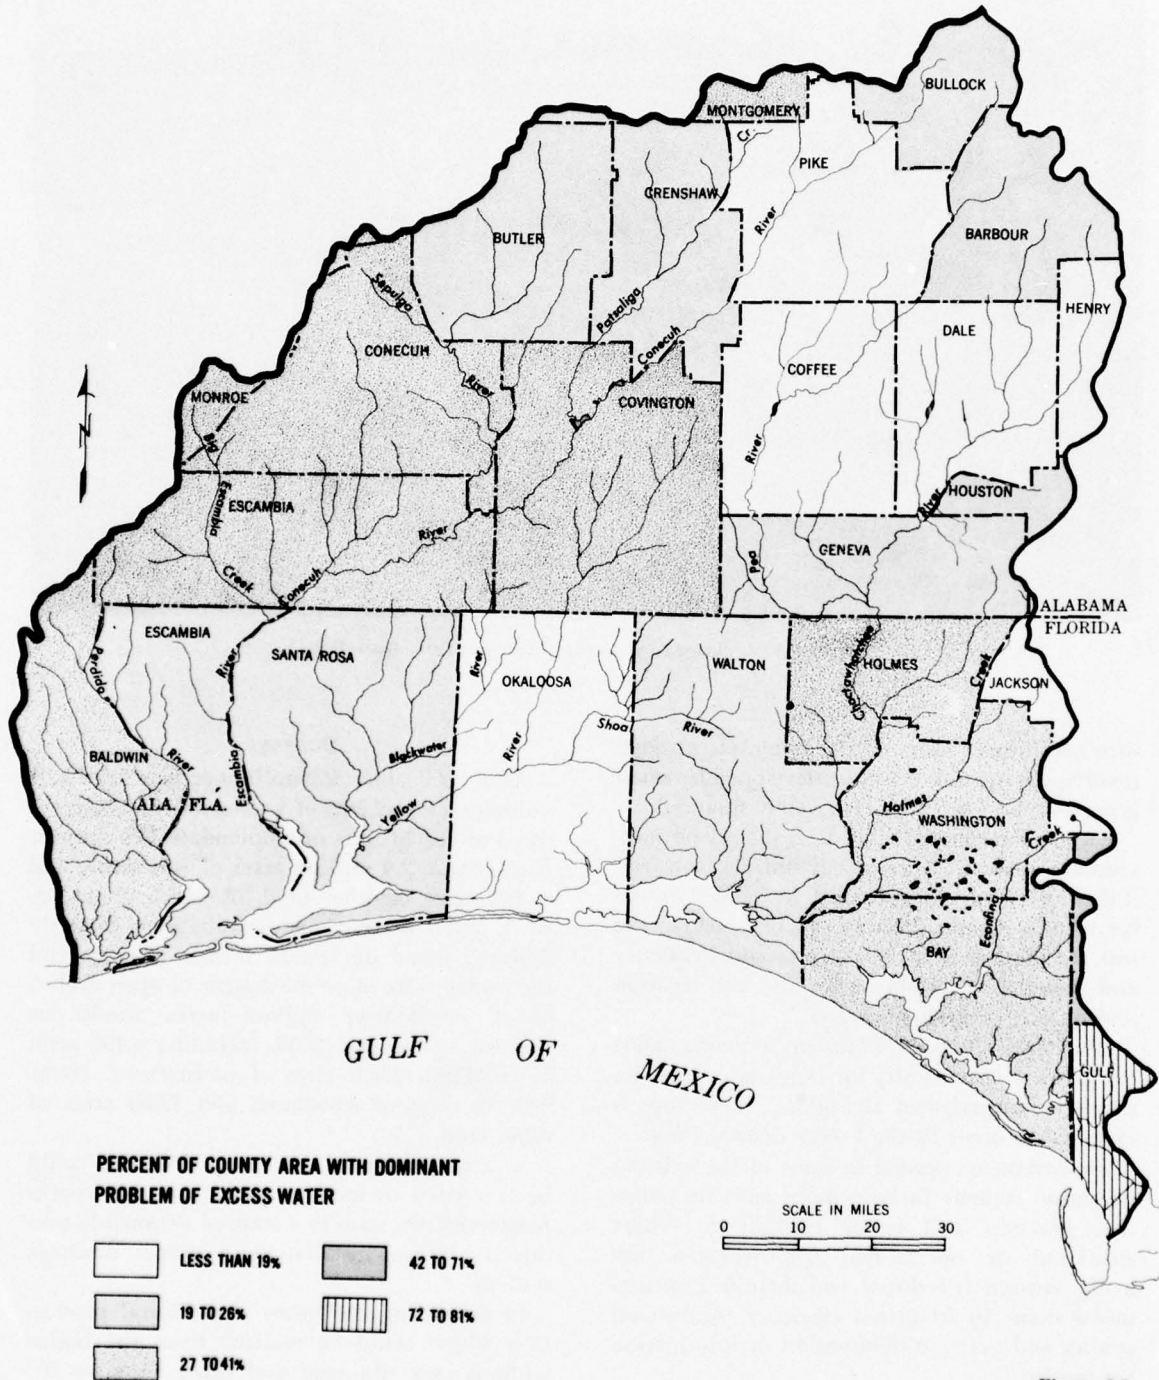 BULLOCK
MONTGOMERY
Cr.
PIKE
CRENSHAW
River
BUTLER
BARBOUR
Sepulga
Patsaliga
HENRY
DALE
Conecuh
CONECUH
COFFEE
River
MONROE
COVINGTON
Big
River
HOUSTON
River
Escambia
ESCAMBIA
River
GENEVA
Pea
Creek
Conecuh
ALABAMA
FLORIDA
ESCAMBIA
Perdido
River
SANTA ROSA
River
OKALOOSA
WALTON
Choctawhatchee
HOLMES
Creek
JACKSON
Shoa
River
River
Blackwater
BALDWIN
River
ALA. FLA.
Escambia
Yellow
Holmes
WASHINGTON
Creek
Econfina
BAY
GULF OF MEXICO
GULF
PERCENT OF COUNTY AREA WITH DOMINANT
PROBLEM OF EXCESS WATER
LESS THAN 19%
42 TO 71%
19 TO 26%
72 TO 81%
27 TO 41%
SCALE IN MILES
0 10 20 30
N